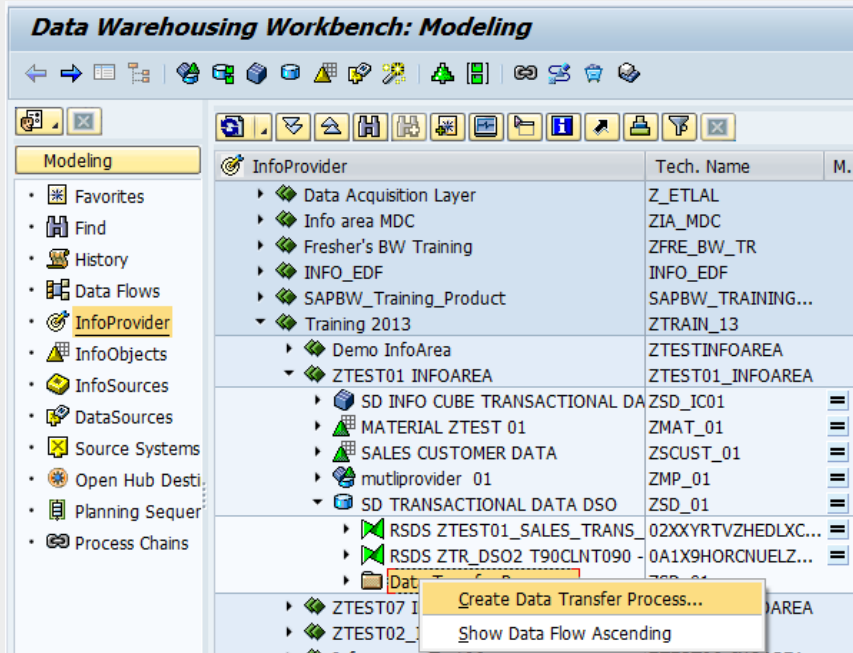 Data Warehousing Workbench: Modeling
Modeling
Favorites
Find
History
Data Flows
InfoProvider
InfoObjects
InfoSources
DataSources
Source Systems
Open Hub Desti
Planning Sequer
Process Chains
InfoProvider Tech. Name M.
Data Acquisition Layer Z_ETLAL
Info area MDC ZIA_MDC
Fresher's BW Training ZFRE_BW_TR
INFO_EDF INFO_EDF
SAPBW_Training_Product SAPBW_TRAINING...
Training 2013 ZTRAIN_13
Demo InfoArea ZTESTINFOAREA
ZTEST01 INFOAREA ZTEST01_INFOAREA
SD INFO CUBE TRANSACTIONAL DA ZSD_IC01
MATERIAL ZTEST 01 ZMAT_01
SALES CUSTOMER DATA ZSCUST_01
mutliprovider 01 ZMP_01
SD TRANSACTIONAL DATA DSO ZSD_01
RSDS ZTEST01_SALES_TRANS_ 02XXYRTVZHEDLXC...
RSDS ZTR_DSO2 T90CLNT090 - 0A1X9HORCNUELZ...
Dat
Create Data Transfer Process...
Show Data Flow Ascending
ZTEST07 I AREA
ZTEST02_